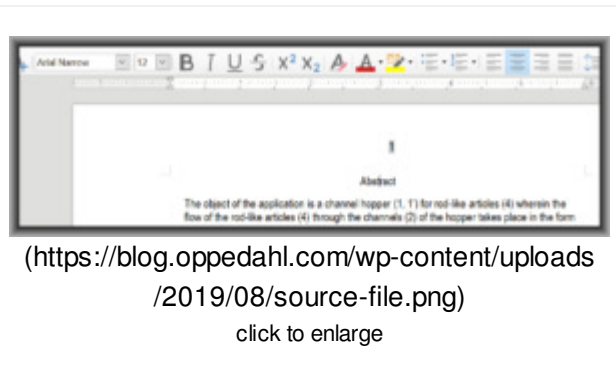 Arial Narrow 12 B I U S X² X₂ A A
1
Abstract
The object of the application is a channel hopper (1, 1') for rod-like articles (4) wherein the
flow of the rod-like articles (4) through the channels (2) of the hopper takes place in the form
(https://blog.oppedahl.com/wp-content/uploads
/2019/08/source-file.png)
click to enlarge